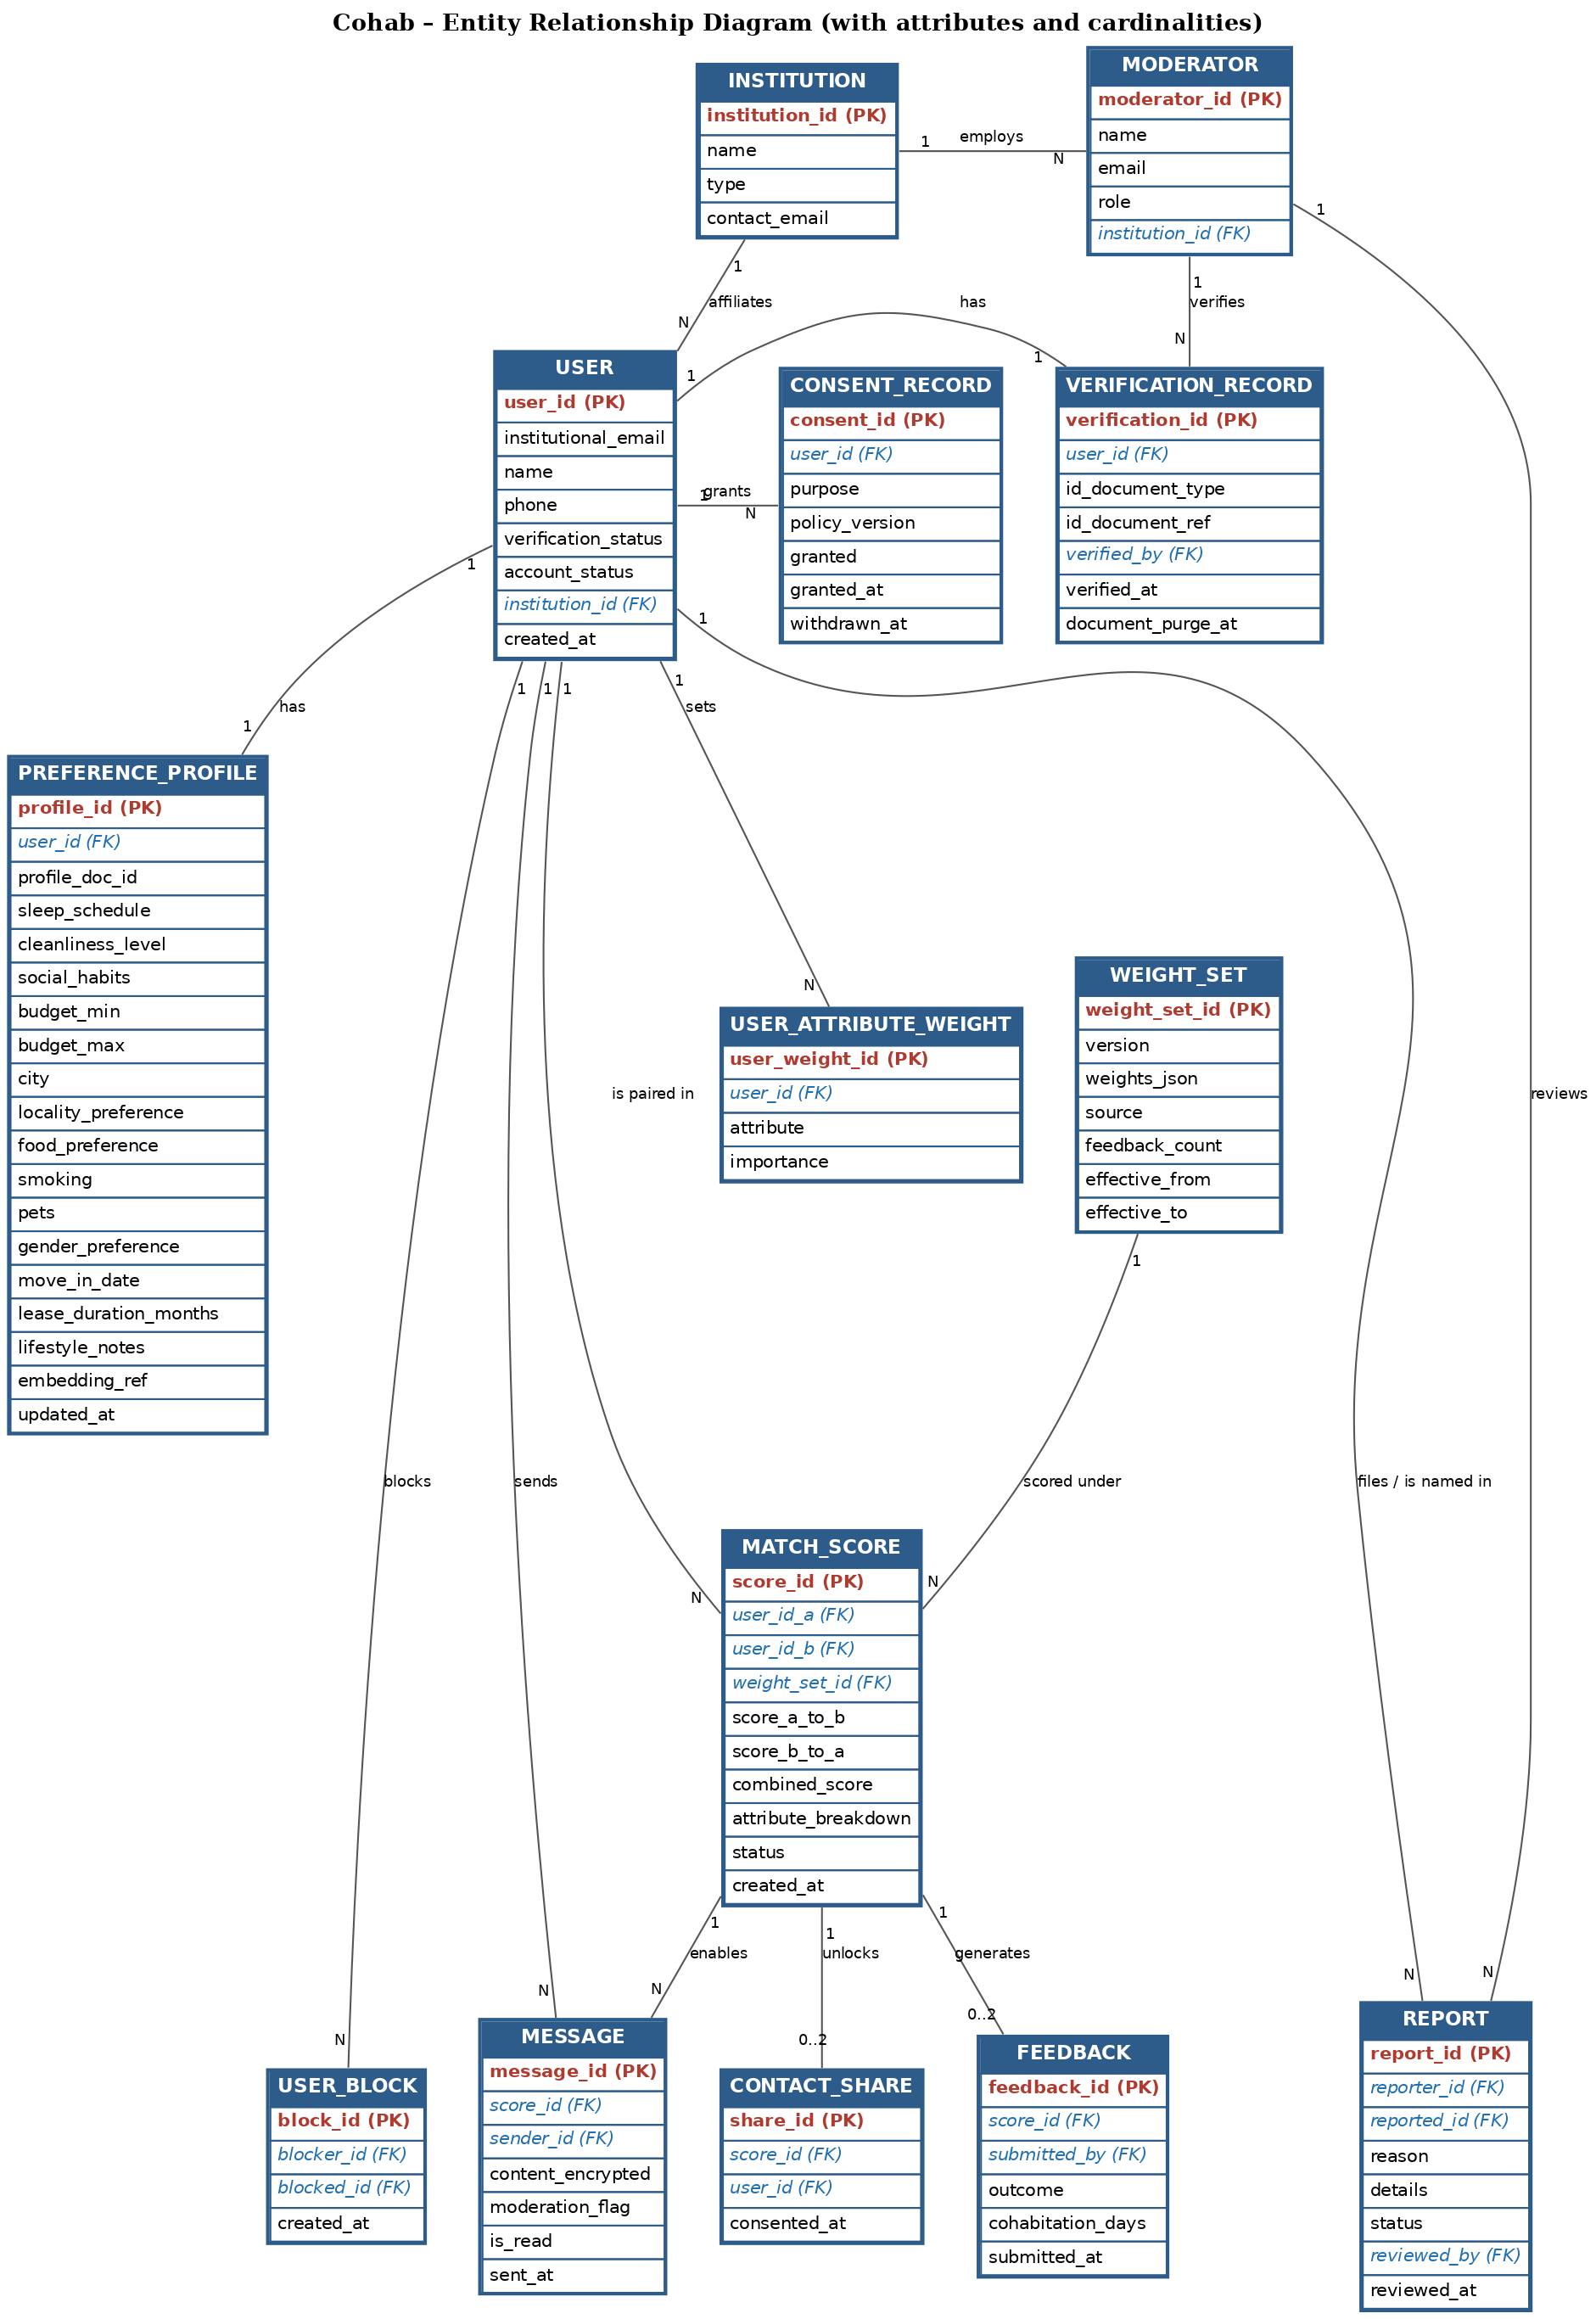 Cohab – Entity Relationship Diagram (with attributes and cardinalities)
INSTITUTION
institution_id (PK)
name
type
contact_email
1
employs
N
MODERATOR
moderator_id (PK)
name
email
role
institution_id (FK)
1
affiliates
N
1
verifies
N
1
reviews
N
USER
user_id (PK)
institutional_email
name
phone
verification_status
account_status
institution_id (FK)
created_at
1
has
1
1
grants
N
CONSENT_RECORD
consent_id (PK)
user_id (FK)
purpose
policy_version
granted
granted_at
withdrawn_at
VERIFICATION_RECORD
verification_id (PK)
user_id (FK)
id_document_type
id_document_ref
verified_by (FK)
verified_at
document_purge_at
1
has
1
1
blocks
N
1
sends
N
1
is paired in
N
1
sets
N
1
files / is named in
N
PREFERENCE_PROFILE
profile_id (PK)
user_id (FK)
profile_doc_id
sleep_schedule
cleanliness_level
social_habits
budget_min
budget_max
city
locality_preference
food_preference
smoking
pets
gender_preference
move_in_date
lease_duration_months
lifestyle_notes
embedding_ref
updated_at
USER_ATTRIBUTE_WEIGHT
user_weight_id (PK)
user_id (FK)
attribute
importance
WEIGHT_SET
weight_set_id (PK)
version
weights_json
source
feedback_count
effective_from
effective_to
1
scored under
N
MATCH_SCORE
score_id (PK)
user_id_a (FK)
user_id_b (FK)
weight_set_id (FK)
score_a_to_b
score_b_to_a
combined_score
attribute_breakdown
status
created_at
1
enables
N
1
unlocks
0..2
1
generates
0..2
USER_BLOCK
block_id (PK)
blocker_id (FK)
blocked_id (FK)
created_at
MESSAGE
message_id (PK)
score_id (FK)
sender_id (FK)
content_encrypted
moderation_flag
is_read
sent_at
CONTACT_SHARE
share_id (PK)
score_id (FK)
user_id (FK)
consented_at
FEEDBACK
feedback_id (PK)
score_id (FK)
submitted_by (FK)
outcome
cohabitation_days
submitted_at
REPORT
report_id (PK)
reporter_id (FK)
reported_id (FK)
reason
details
status
reviewed_by (FK)
reviewed_at